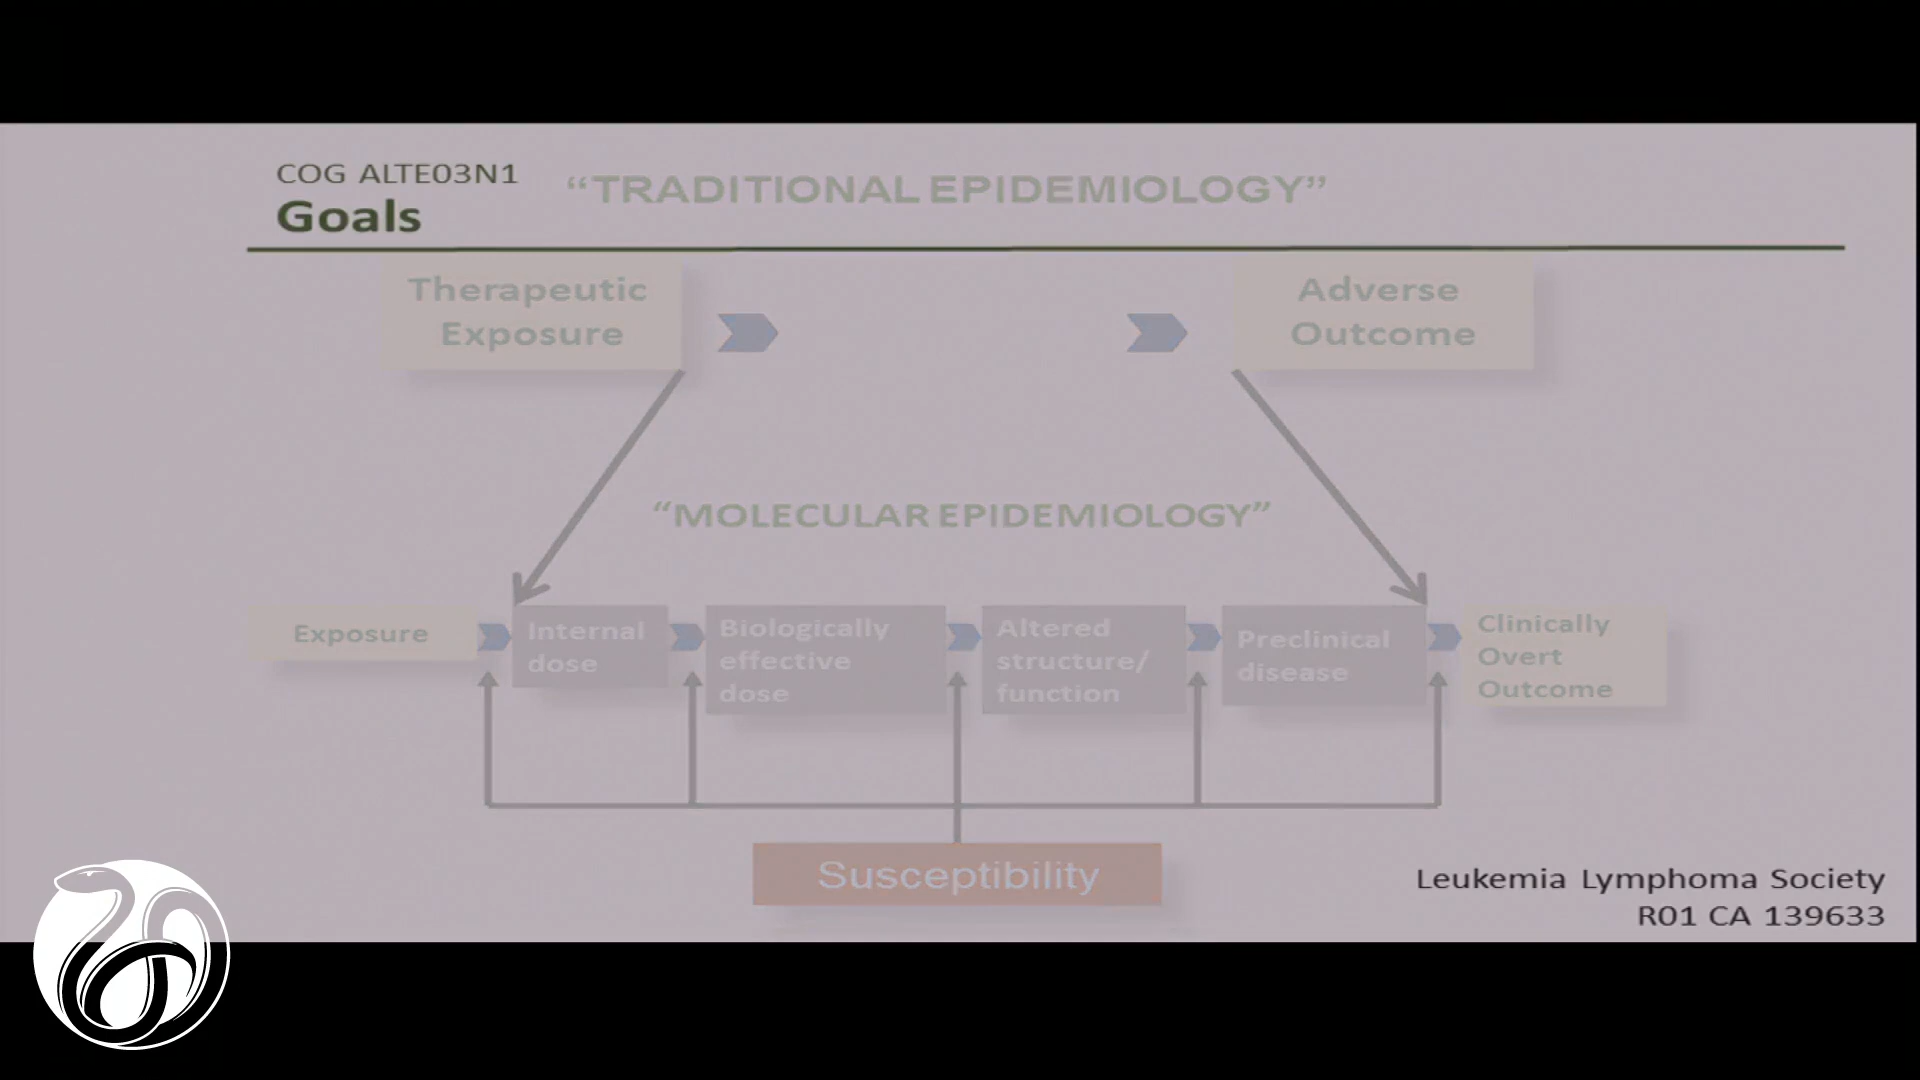 COG ALTE03N1
Goals
“TRADITIONAL EPIDEMIOLOGY”
Therapeutic
Exposure
Adverse
Outcome
“MOLECULAR EPIDEMIOLOGY”
Exposure
Internal
dose
Biologically
effective
dose
Altered
structure/
function
Preclinical
disease
Clinically
Overt
Outcome
Susceptibility
Leukemia Lymphoma Society
R01 CA 139633